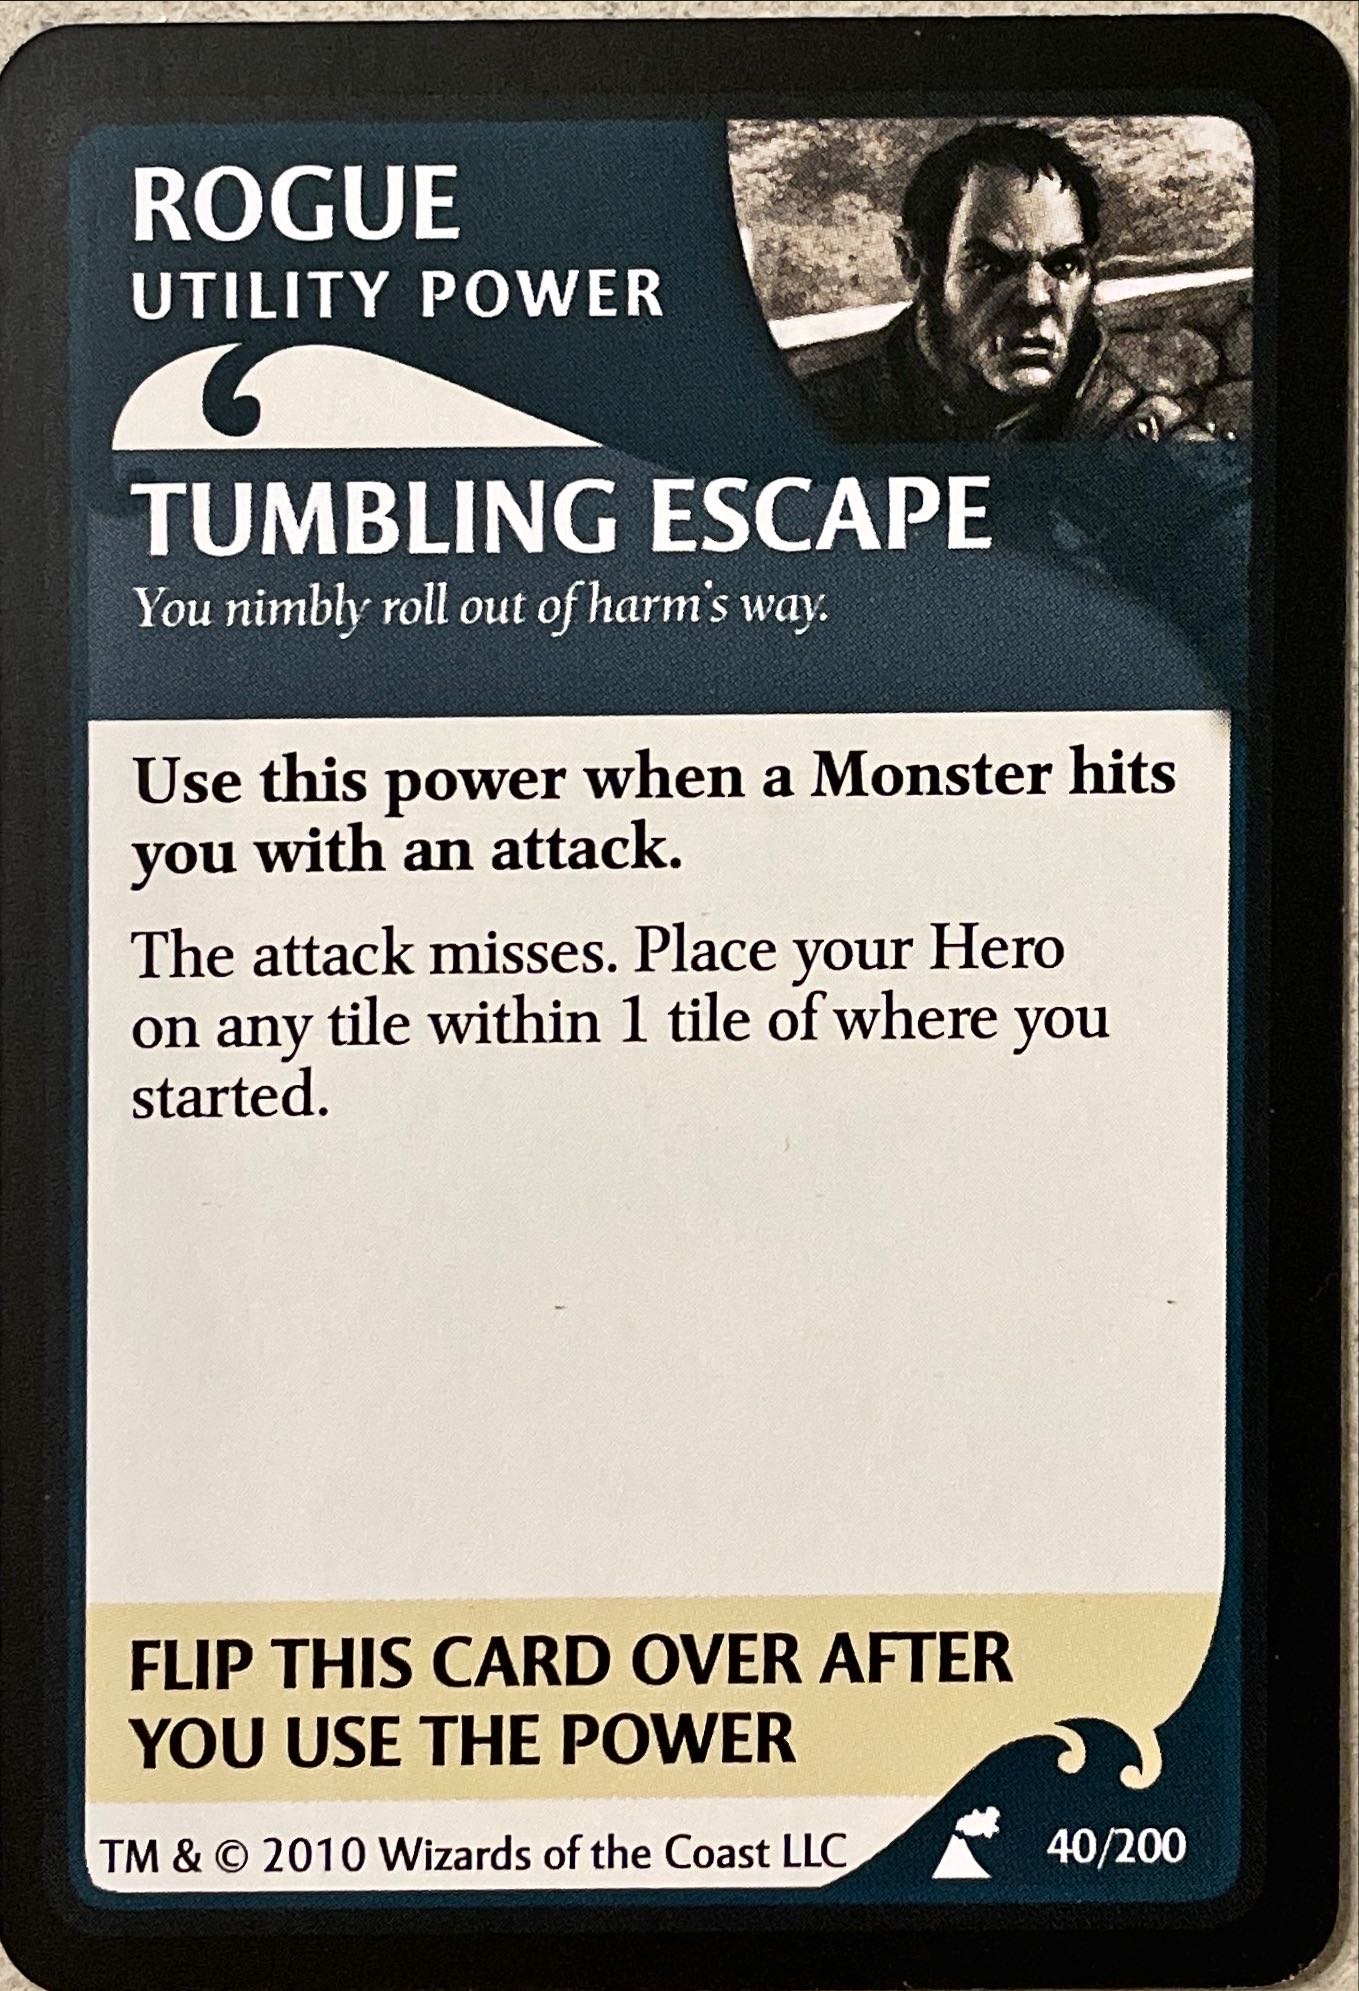 ROGUE
UTILITY POWER
TUMBLING ESCAPE
You nimbly roll out of harm's way.
Use this power when a Monster hits
you with an attack.
The attack misses. Place your Hero
on any tile within 1 tile of where you
started.
FLIP THIS CARD OVER AFTER
YOU USE THE POWER
TM & © 2010 Wizards of the Coast LLC
40/200